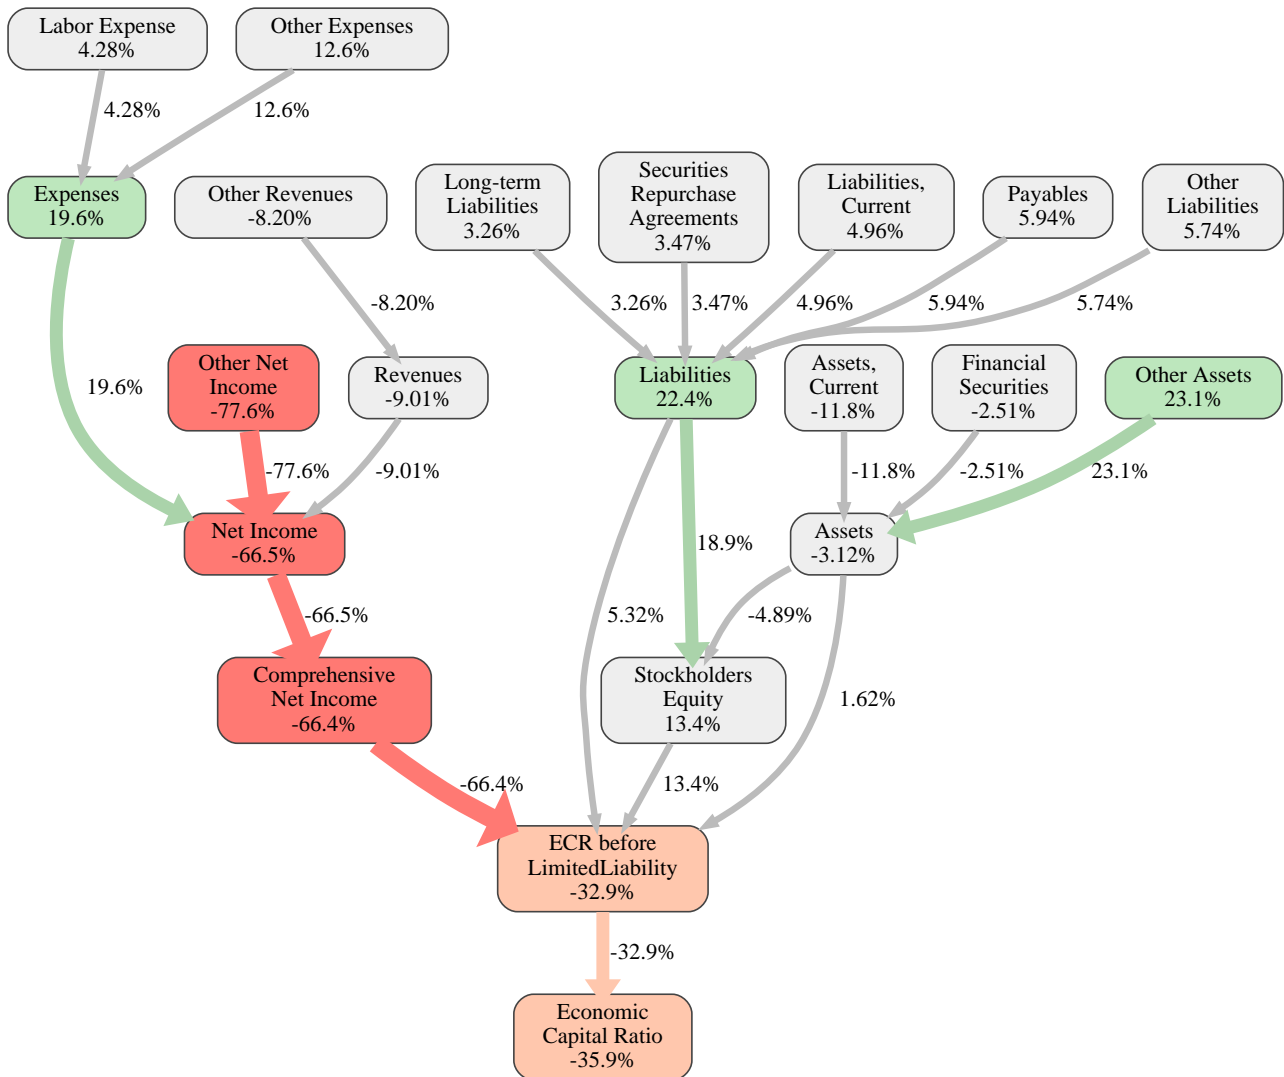 Labor Expense
4.28%
Other Expenses
12.6%
4.28%
12.6%
Expenses
19.6%
Other Revenues
-8.20%
Long-term
Liabilities
3.26%
Securities
Repurchase
Agreements
3.47%
Liabilities,
Current
4.96%
Payables
5.94%
Other
Liabilities
5.74%
-8.20%
3.26%
3.47%
4.96%
5.94%
5.74%
19.6%
Other Net
Income
-77.6%
Revenues
-9.01%
Liabilities
22.4%
Assets,
Current
-11.8%
Financial
Securities
-2.51%
Other Assets
23.1%
-77.6%
-9.01%
-11.8%
-2.51%
23.1%
Net Income
-66.5%
18.9%
Assets
-3.12%
-66.5%
5.32%
-4.89%
Comprehensive
Net Income
-66.4%
Stockholders
Equity
13.4%
1.62%
-66.4%
13.4%
ECR before
LimitedLiability
-32.9%
-32.9%
Economic
Capital Ratio
-35.9%